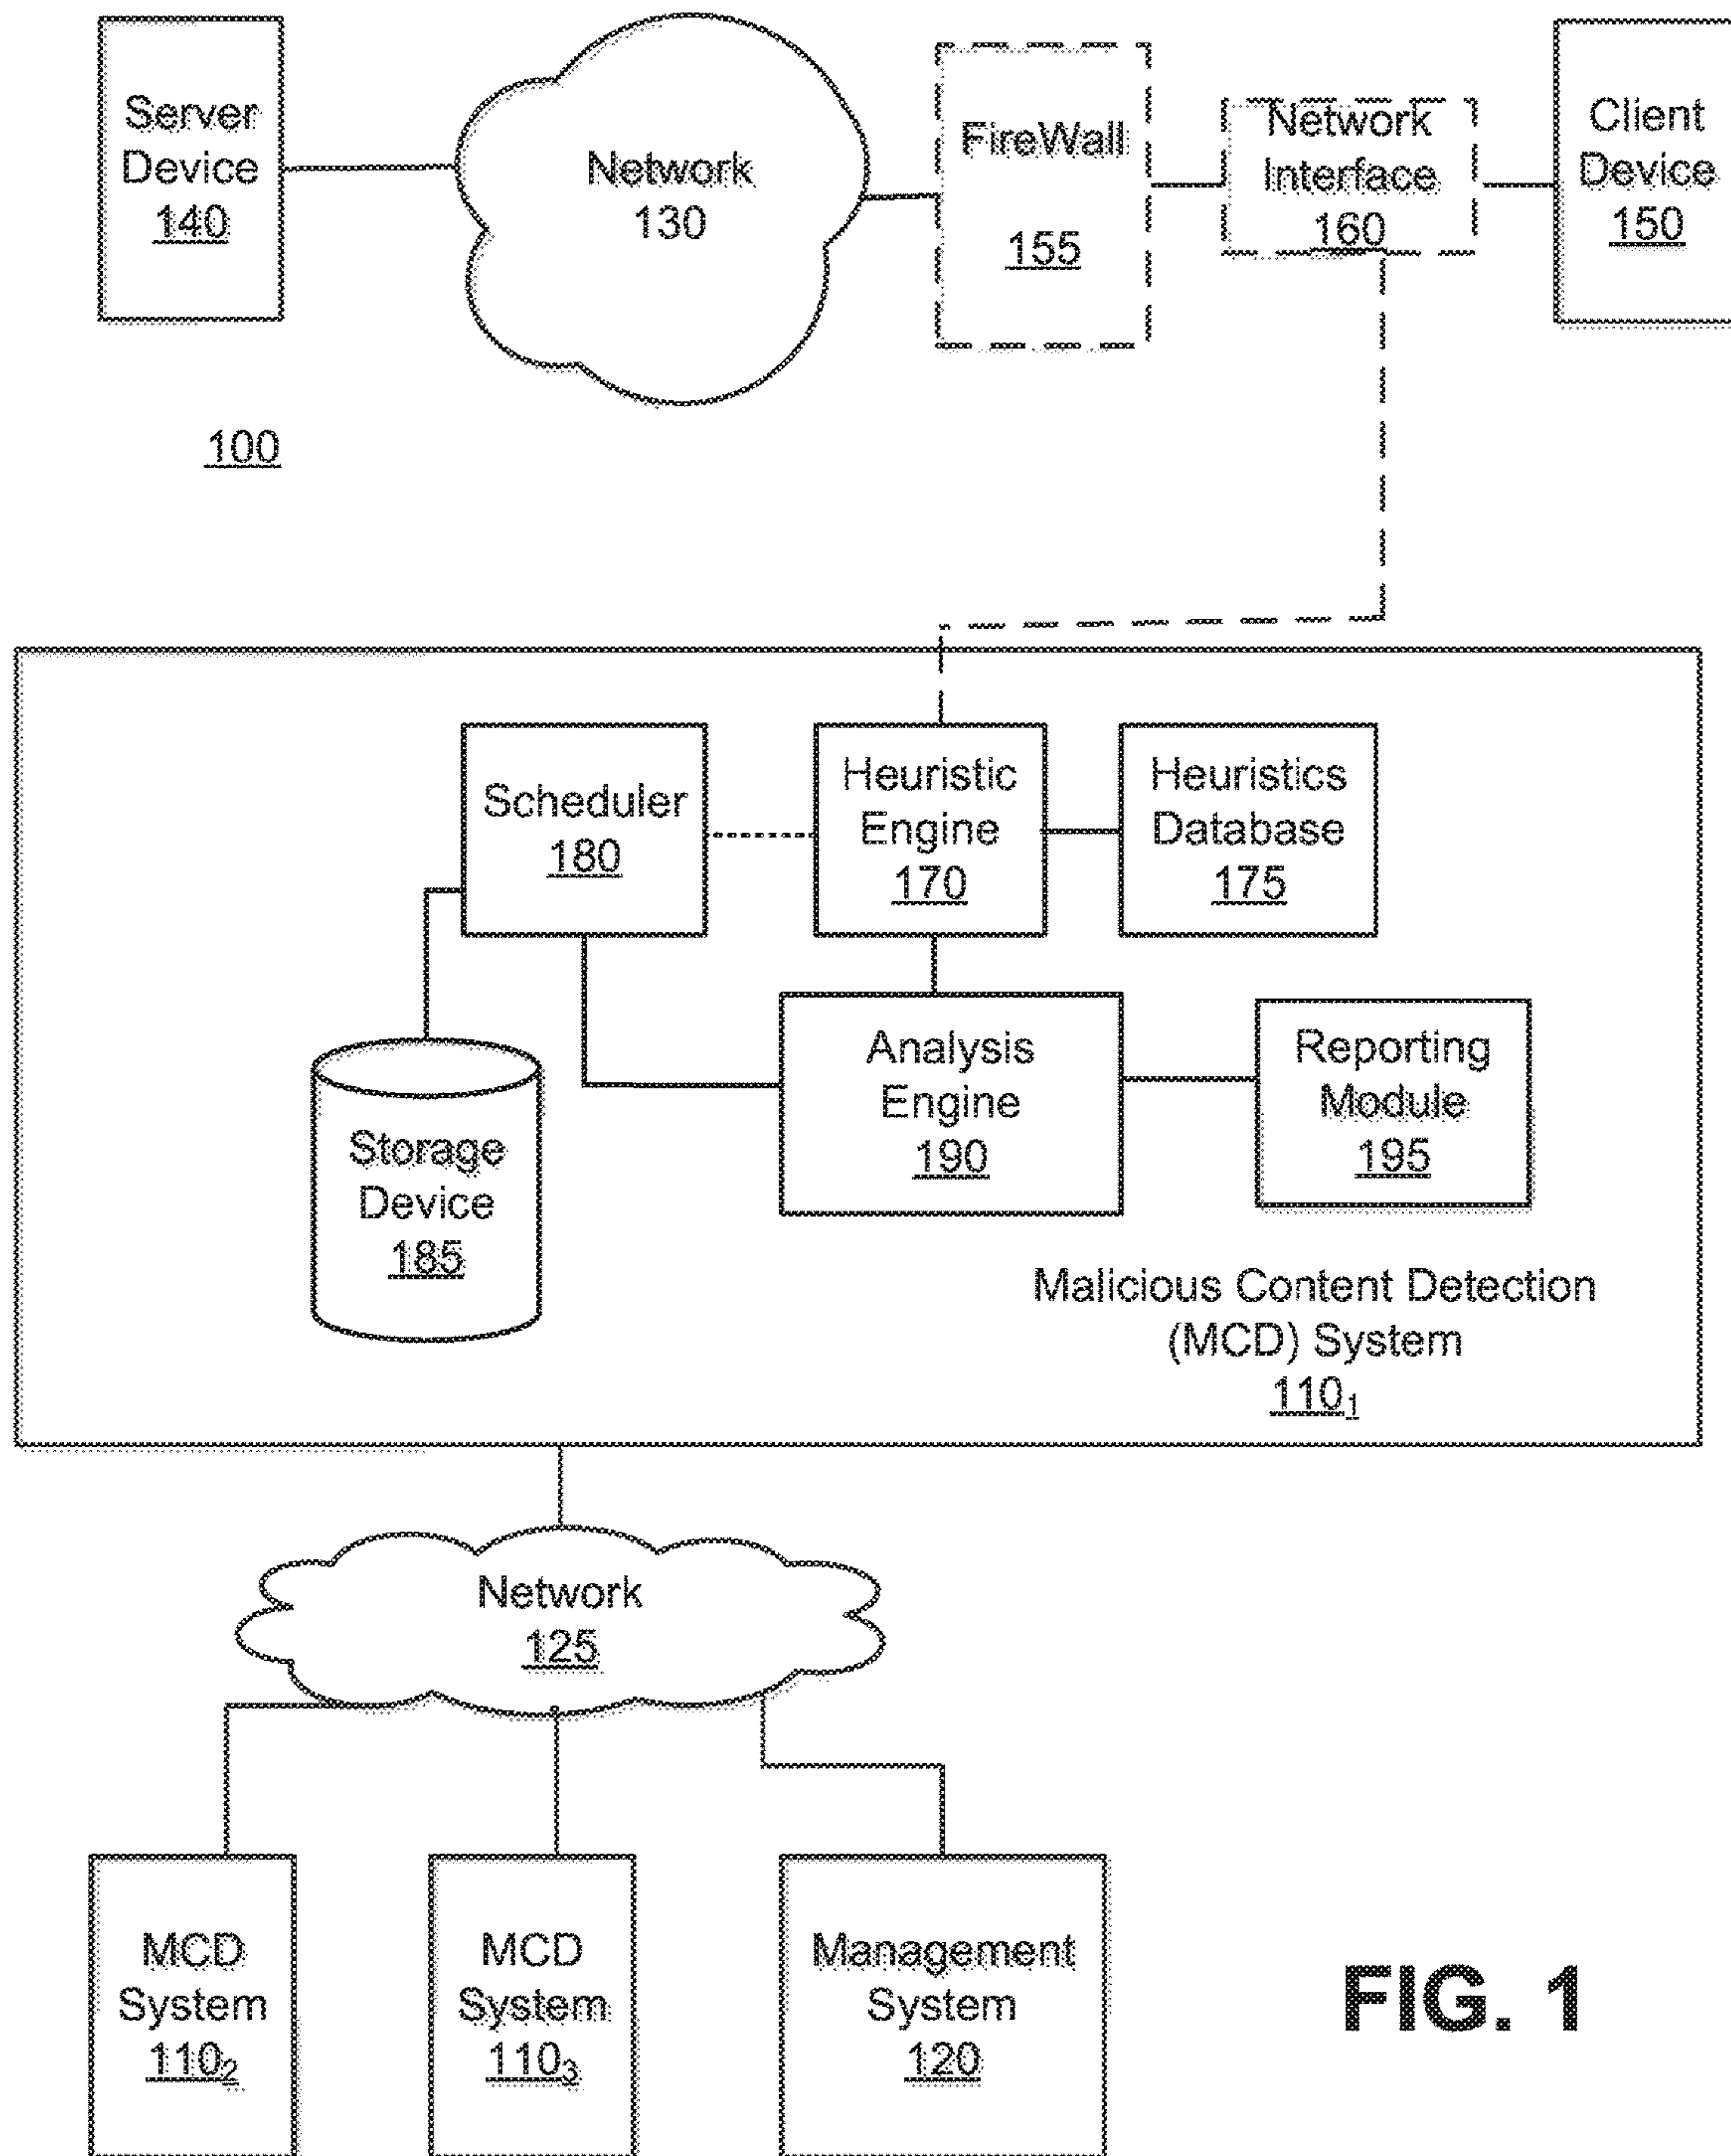 Server
Device
140
Network
130
FireWall
155
Network
Interface
160
Client
Device
150
100
Scheduler
180
Heuristic
Engine
170
Heuristics
Database
175
Storage
Device
185
Analysis
Engine
190
Reporting
Module
195
Malicious Content Detection
(MCD) System
110₁
Network
125
MCD
System
110₂
MCD
System
110₃
Management
System
120
FIG. 1